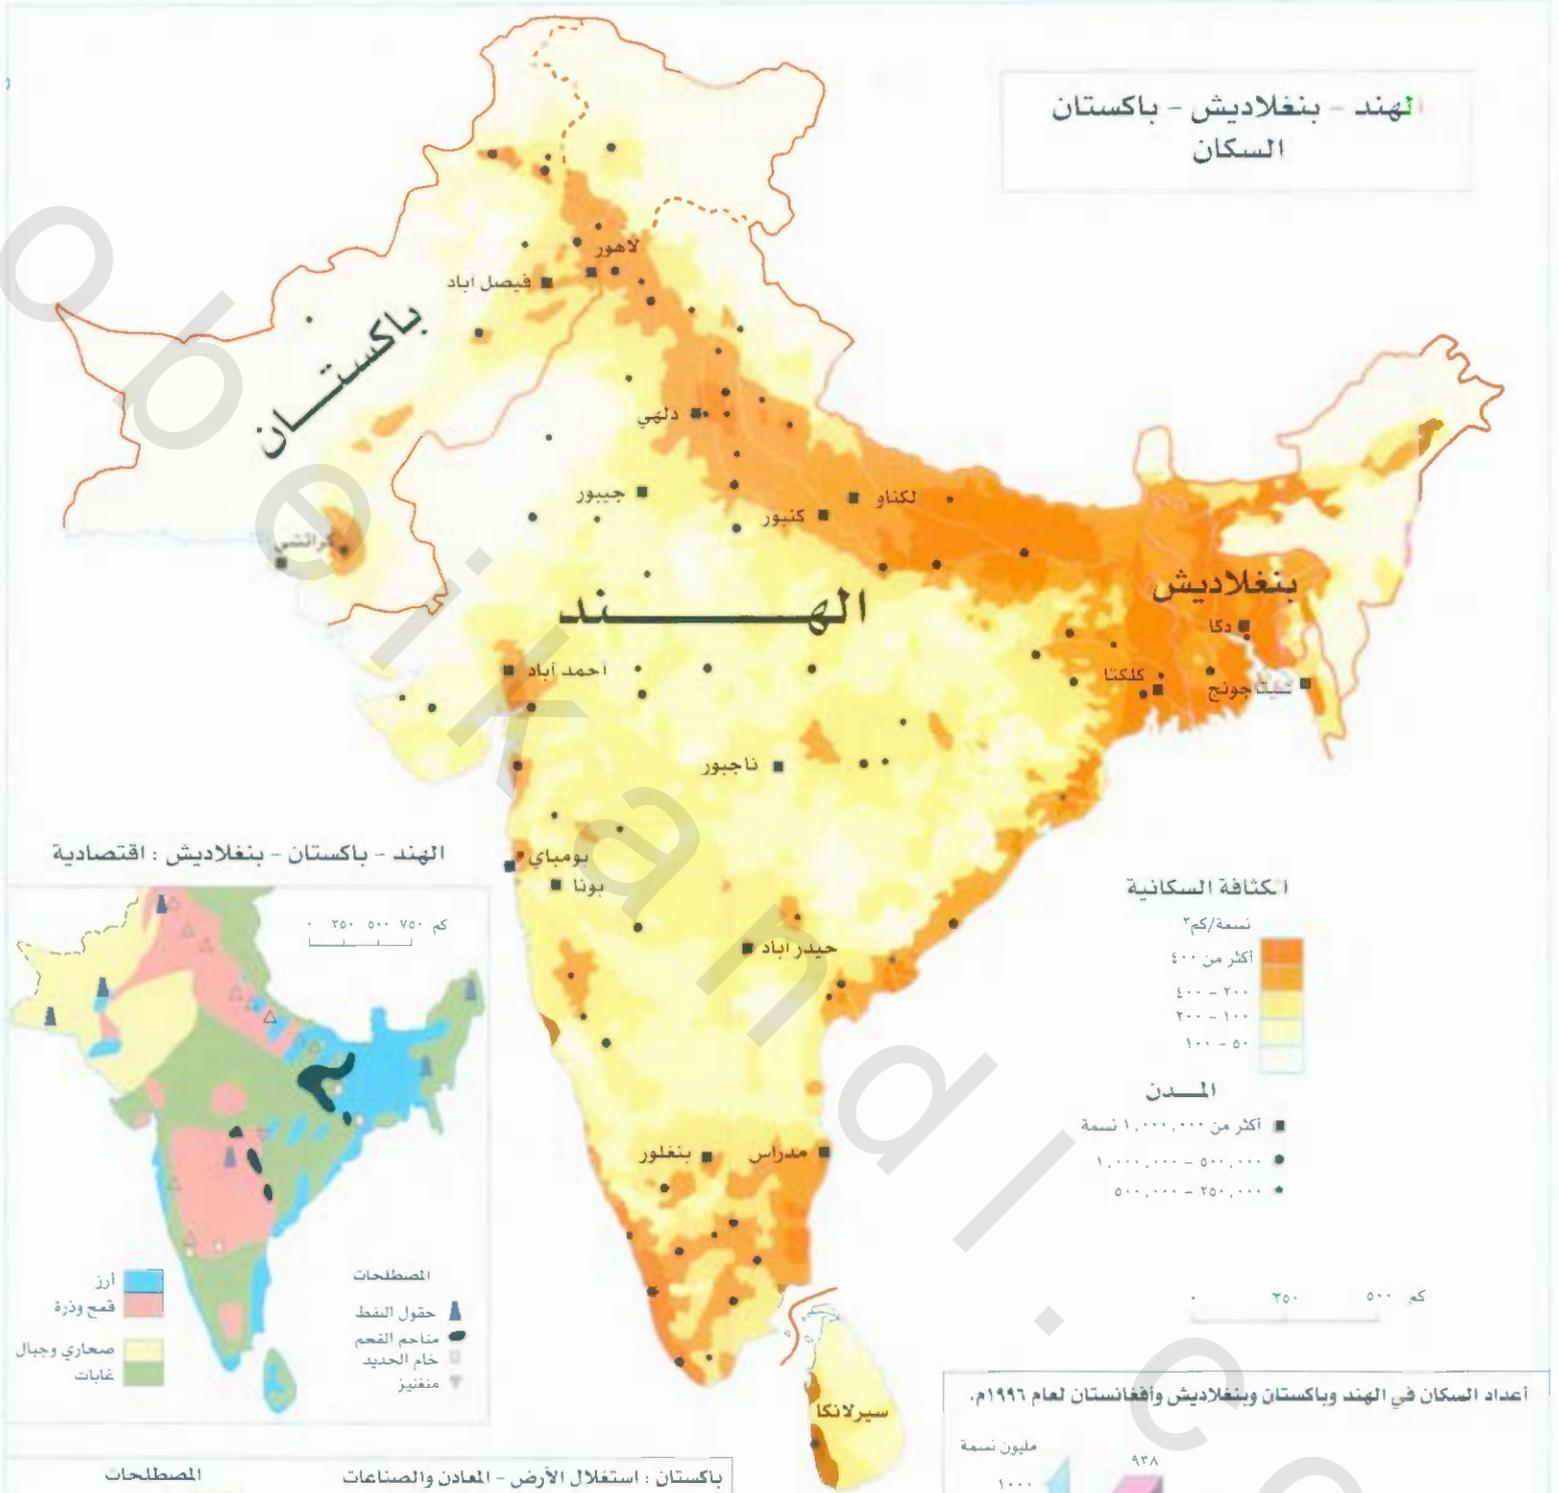 الهند - بنغلاديش - باكستان
السكان
لاهور
فيصل أباد
باكستان
دلهي
جيبور
لكناو
كنبور
كراتشي
الهند
بنغلاديش
دكا
احمد أباد
كلكتا
شيتاجونج
ناجبور
بومباي
بونا
حيدر أباد
بنغلور
مدراس
سيرلانكا
الكثافة السكانية
نسمة/كم٢
أكثر من ٤٠٠
٢٠٠ - ٤٠٠
١٠٠ - ٢٠٠
٥٠ - ١٠٠
المدن
أكثر من ١,٠٠٠,٠٠٠ نسمة
٥٠٠,٠٠٠ - ١,٠٠٠,٠٠٠
٢٥٠,٠٠٠ - ٥٠٠,٠٠٠
٠ ٢٥٠ ٥٠٠ كم
الهند - باكستان - بنغلاديش : اقتصادية
٠ ٢٥٠ ٥٠٠ ٧٥٠ كم
المصطلحات
حقول النفط
مناجم الفحم
خام الحديد
منغنيز
أرز
قمح وذرة
صحاري وجبال
غابات
أعداد السكان في الهند وباكستان وبنغلاديش وأفغانستان لعام ١٩٩٦م.
مليون نسمة
٩٣٨
١٠٠٠
باكستان : استغلال الأرض - المعادن والصناعات
المصطلحات
obeikandl.co